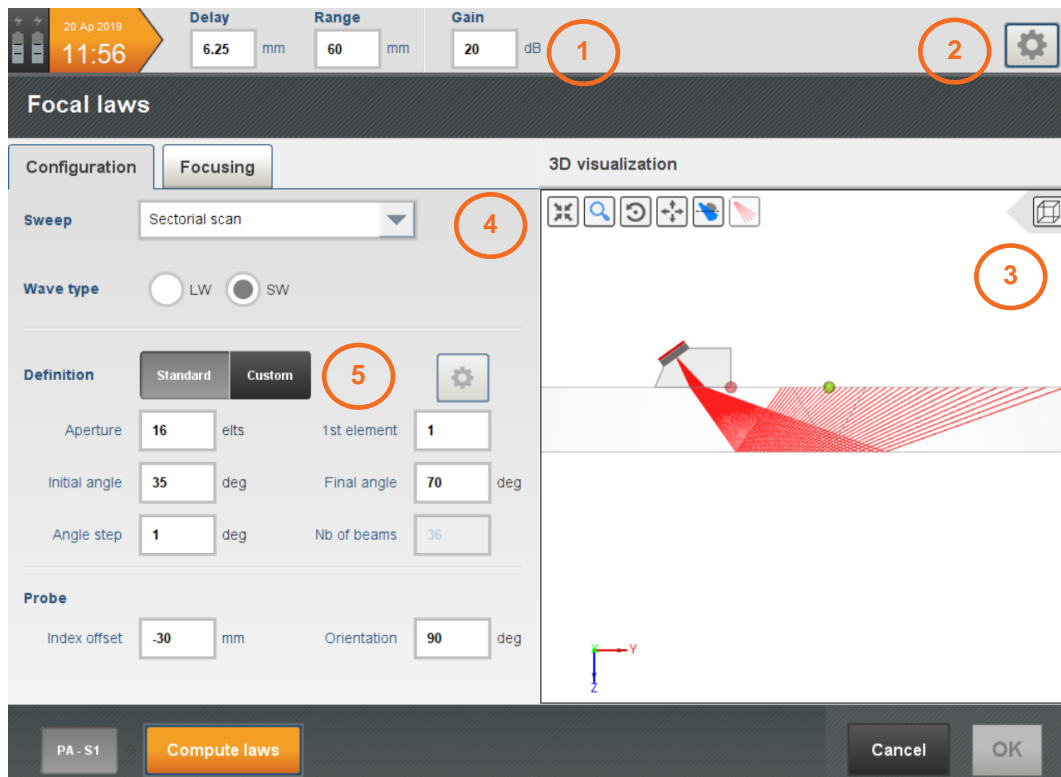 20 Ap 2019
11:56
Delay
6.25 mm
Range
60 mm
Gain
20 dB
1
2
Focal laws
Configuration
Focusing
3D visualization
Sweep
Sectorial scan
4
3
Wave type
LW
SW
Definition
Standard
Custom
5
Aperture 16 elts
1st element 1
Initial angle 35 deg
Final angle 70 deg
Angle step 1 deg
Nb of beams 36
Probe
Index offset -30 mm
Orientation 90 deg
X
Y
Z
PA - S1
Compute laws
Cancel
OK